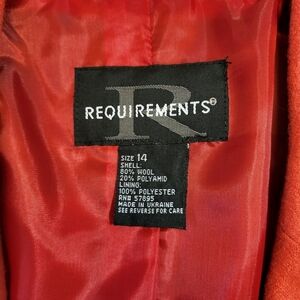 R
REQUIREMENTS®
SIZE 14
SHELL:
80% WOOL
20% POLYAMID
LINING:
100% POLYESTER
RN# 57895
MADE IN UKRAINE
SEE REVERSE FOR CARE